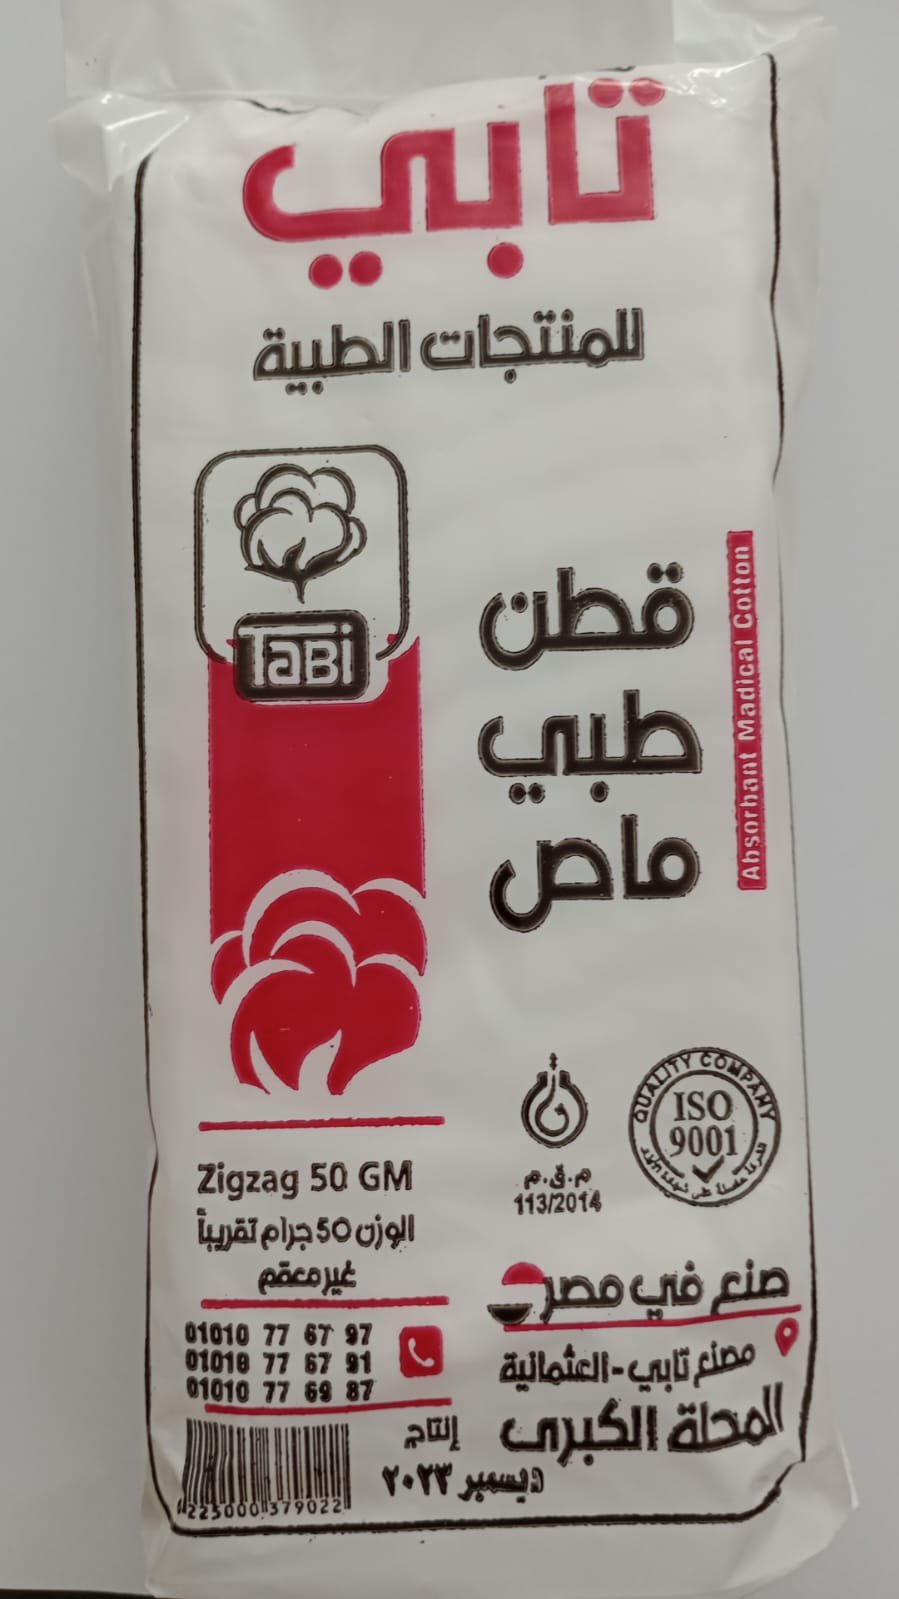 تابي
للمنتجات الطبية
TaBi
قطن
طبي
ماص
Absorbant Madical Cotton
QUALITY COMPANY
ISO
9001
م.ق.م
113/2014
Zigzag 50 GM
الوزن 50 جرام تقريباً
غير معقم
صنع في مصر
01010 77 67 97
01010 77 67 91
01010 77 69 87
مصنع تابي - العثمانية
المحلة الكبرى
إنتاج
ديسمبر ٢٠٢٣
225000 379022